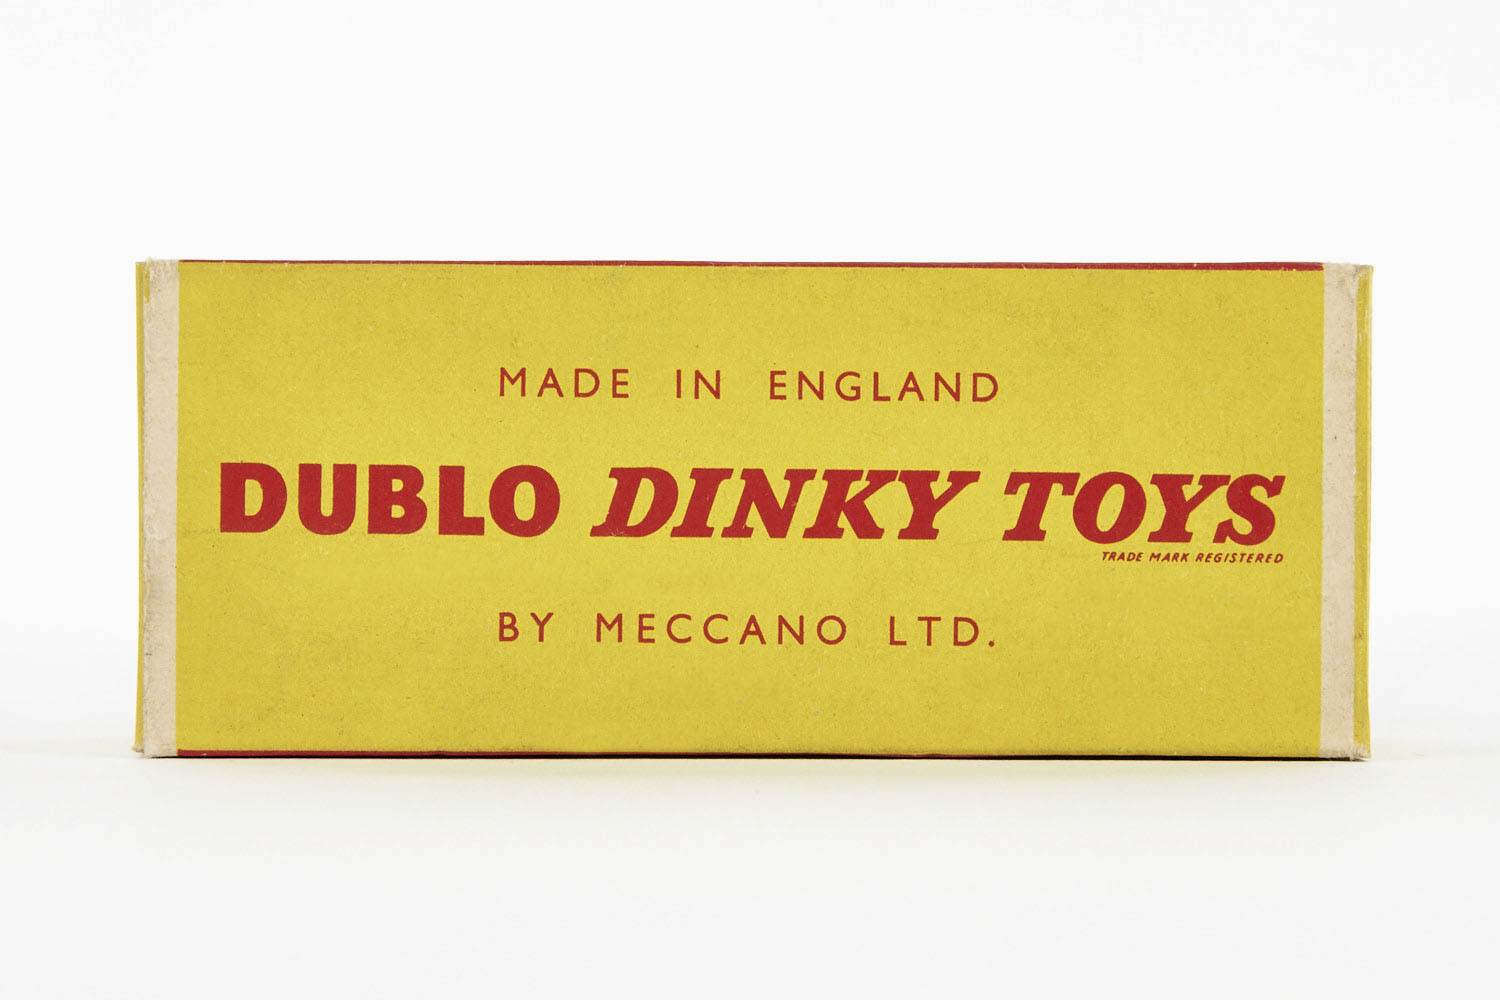 MADE IN ENGLAND
DUBLO DINKY TOYS
TRADE MARK REGISTERED
BY MECCANO LTD.